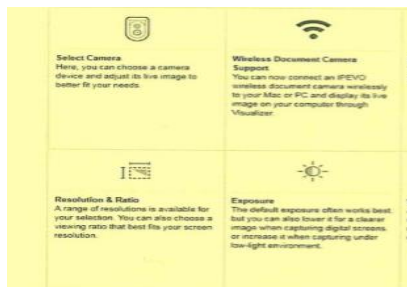 Select Camera
Here, you can choose a camera
device and adjust its live image to
better fit your needs.
Wireless Document Camera
Support
You can now connect an IPEVO
wireless document camera wirelessly
to your Mac or PC and display its live
image on your computer through
Visualizer.
Resolution & Ratio
A range of resolutions is available for
your selection. You can also choose a
viewing ratio that best fits your screen
resolution.
Exposure
The default exposure often works best,
but you can also lower it for a clearer
image when capturing digital screens,
or increase it when capturing under
low-light environment.